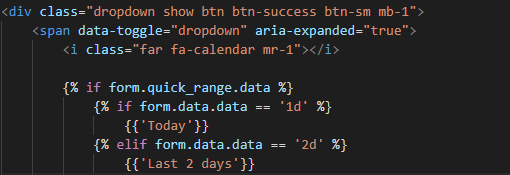 <div class="dropdown show btn btn-success btn-sm mb-1">
<span data-toggle="dropdown" aria-expanded="true">
<i class="far fa-calendar mr-1"></i>
{% if form.quick_range.data %}
{% if form.data.data == '1d' %}
{{'Today'}}
{% elif form.data.data == '2d' %}
{{'Last 2 days'}}